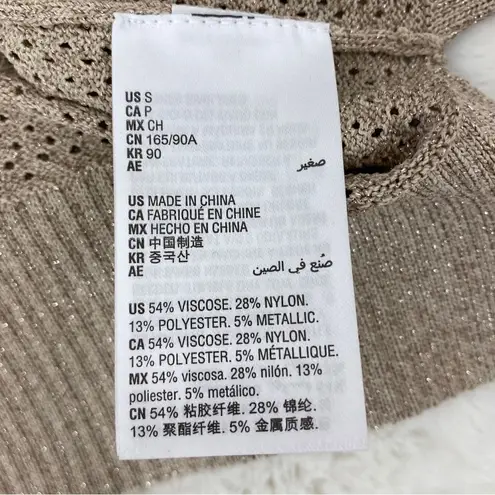 US S
CA P
MX CH
CN 165/90A
KR 90
AE صغير
US MADE IN CHINA
CA FABRIQUÉ EN CHINE
MX HECHO EN CHINA
CN 中国制造
KR 중국산
AE صُنع في الصين
US 54% VISCOSE. 28% NYLON.
13% POLYESTER. 5% METALLIC.
CA 54% VISCOSE. 28% NYLON.
13% POLYESTER. 5% MÉTALLIQUE.
MX 54% viscosa. 28% nilón. 13%
poliester. 5% metálico.
CN 54% 粘胶纤维. 28% 锦纶.
13% 聚酯纤维. 5% 金属质感.